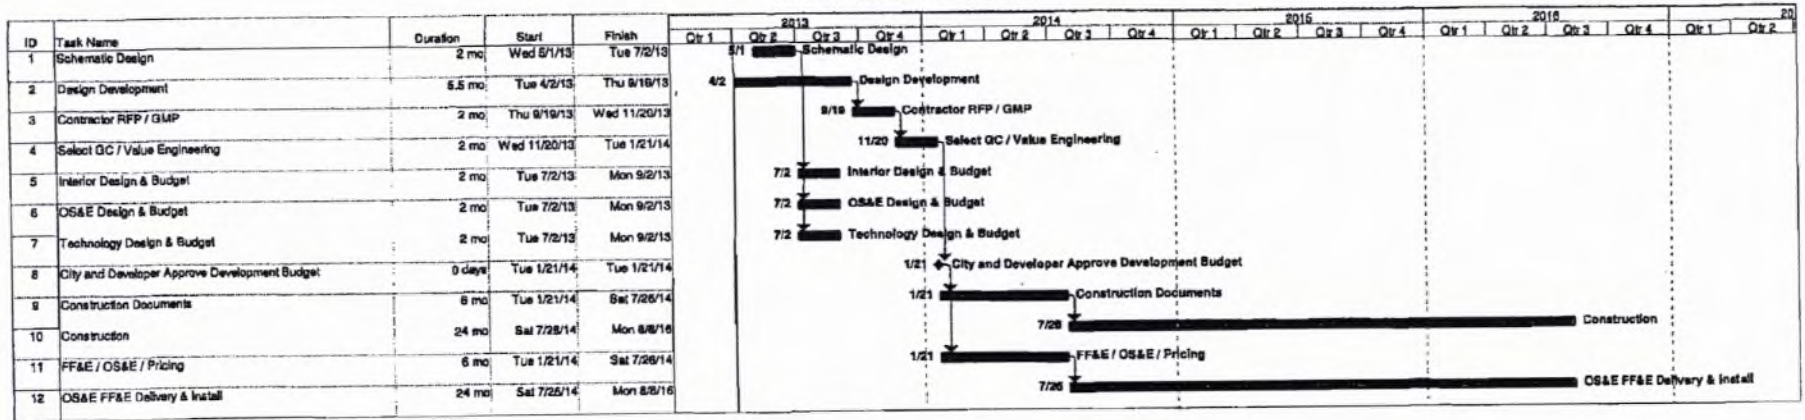 2013 2014 2015 2016 20
ID Task Name Duration Start Finish Qtr 1 Qtr 2 Qtr 3 Qtr 4 Qtr 1 Qtr 2 Qtr 3 Qtr 4 Qtr 1 Qtr 2 Qtr 3 Qtr 4 Qtr 1 Qtr 2 Qtr 3 Qtr 4 Qtr 1 Qtr 2
1 Schematic Design 2 mo Wed 5/1/13 Tue 7/2/13 5/1 Schematic Design
2 Design Development 5.5 mo Tue 4/2/13 Thu 9/19/13 4/2 Design Development
3 Contractor RFP / GMP 2 mo Thu 9/19/13 Wed 11/20/13 9/19 Contractor RFP / GMP
4 Select GC / Value Engineering 2 mo Wed 11/20/13 Tue 1/21/14 11/20 Select GC / Value Engineering
5 Interior Design & Budget 2 mo Tue 7/2/13 Mon 9/2/13 7/2 Interior Design & Budget
6 OS&E Design & Budget 2 mo Tue 7/2/13 Mon 9/2/13 7/2 OS&E Design & Budget
7 Technology Design & Budget 2 mo Tue 7/2/13 Mon 9/2/13 7/2 Technology Design & Budget
8 City and Developer Approve Development Budget 0 days Tue 1/21/14 Tue 1/21/14 1/21 City and Developer Approve Development Budget
9 Construction Documents 6 mo Tue 1/21/14 Sat 7/26/14 1/21 Construction Documents
10 Construction 24 mo Sat 7/26/14 Mon 8/8/16 7/26 Construction
11 FF&E / OS&E / Pricing 6 mo Tue 1/21/14 Sat 7/26/14 1/21 FF&E / OS&E / Pricing
12 OS&E FF&E Delivery & Install 24 mo Sat 7/26/14 Mon 8/8/16 7/26 OS&E FF&E Delivery & Install